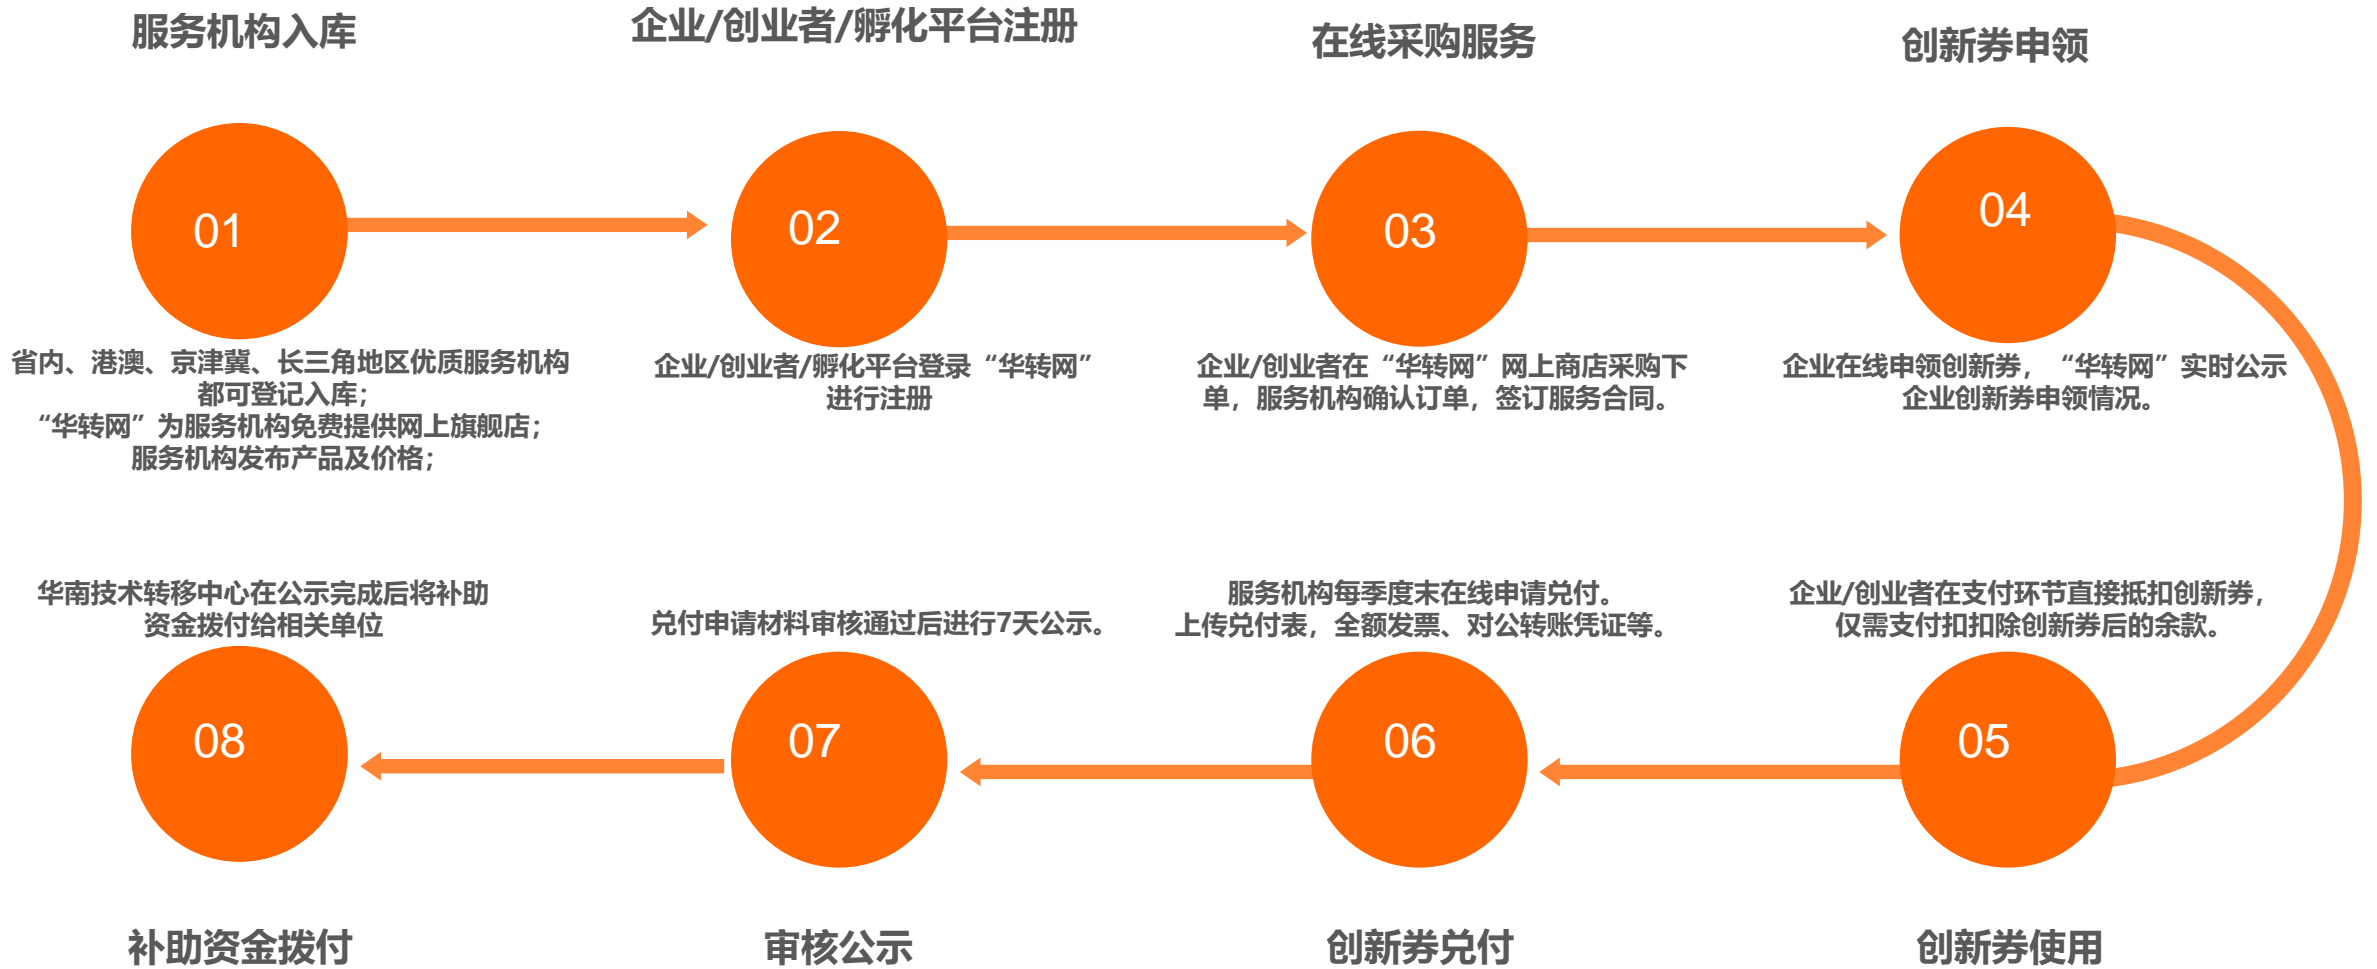 服务机构入库
企业/创业者/孵化平台注册
在线采购服务
创新券申领
01
02
03
04
省内、港澳、京津冀、长三角地区优质服务机构
都可登记入库；
“华转网”为服务机构免费提供网上旗舰店；
服务机构发布产品及价格；
企业/创业者/孵化平台登录“华转网”
进行注册
企业/创业者在“华转网”网上商店采购下
单，服务机构确认订单，签订服务合同。
企业在线申领创新券，“华转网”实时公示
企业创新券申领情况。
企业/创业者在支付环节直接抵扣创新券，
仅需支付扣扣除创新券后的余款。
05
创新券使用
服务机构每季度末在线申请兑付。
上传兑付表，全额发票、对公转账凭证等。
06
创新券兑付
兑付申请材料审核通过后进行7天公示。
07
审核公示
华南技术转移中心在公示完成后将补助
资金拨付给相关单位
08
补助资金拨付